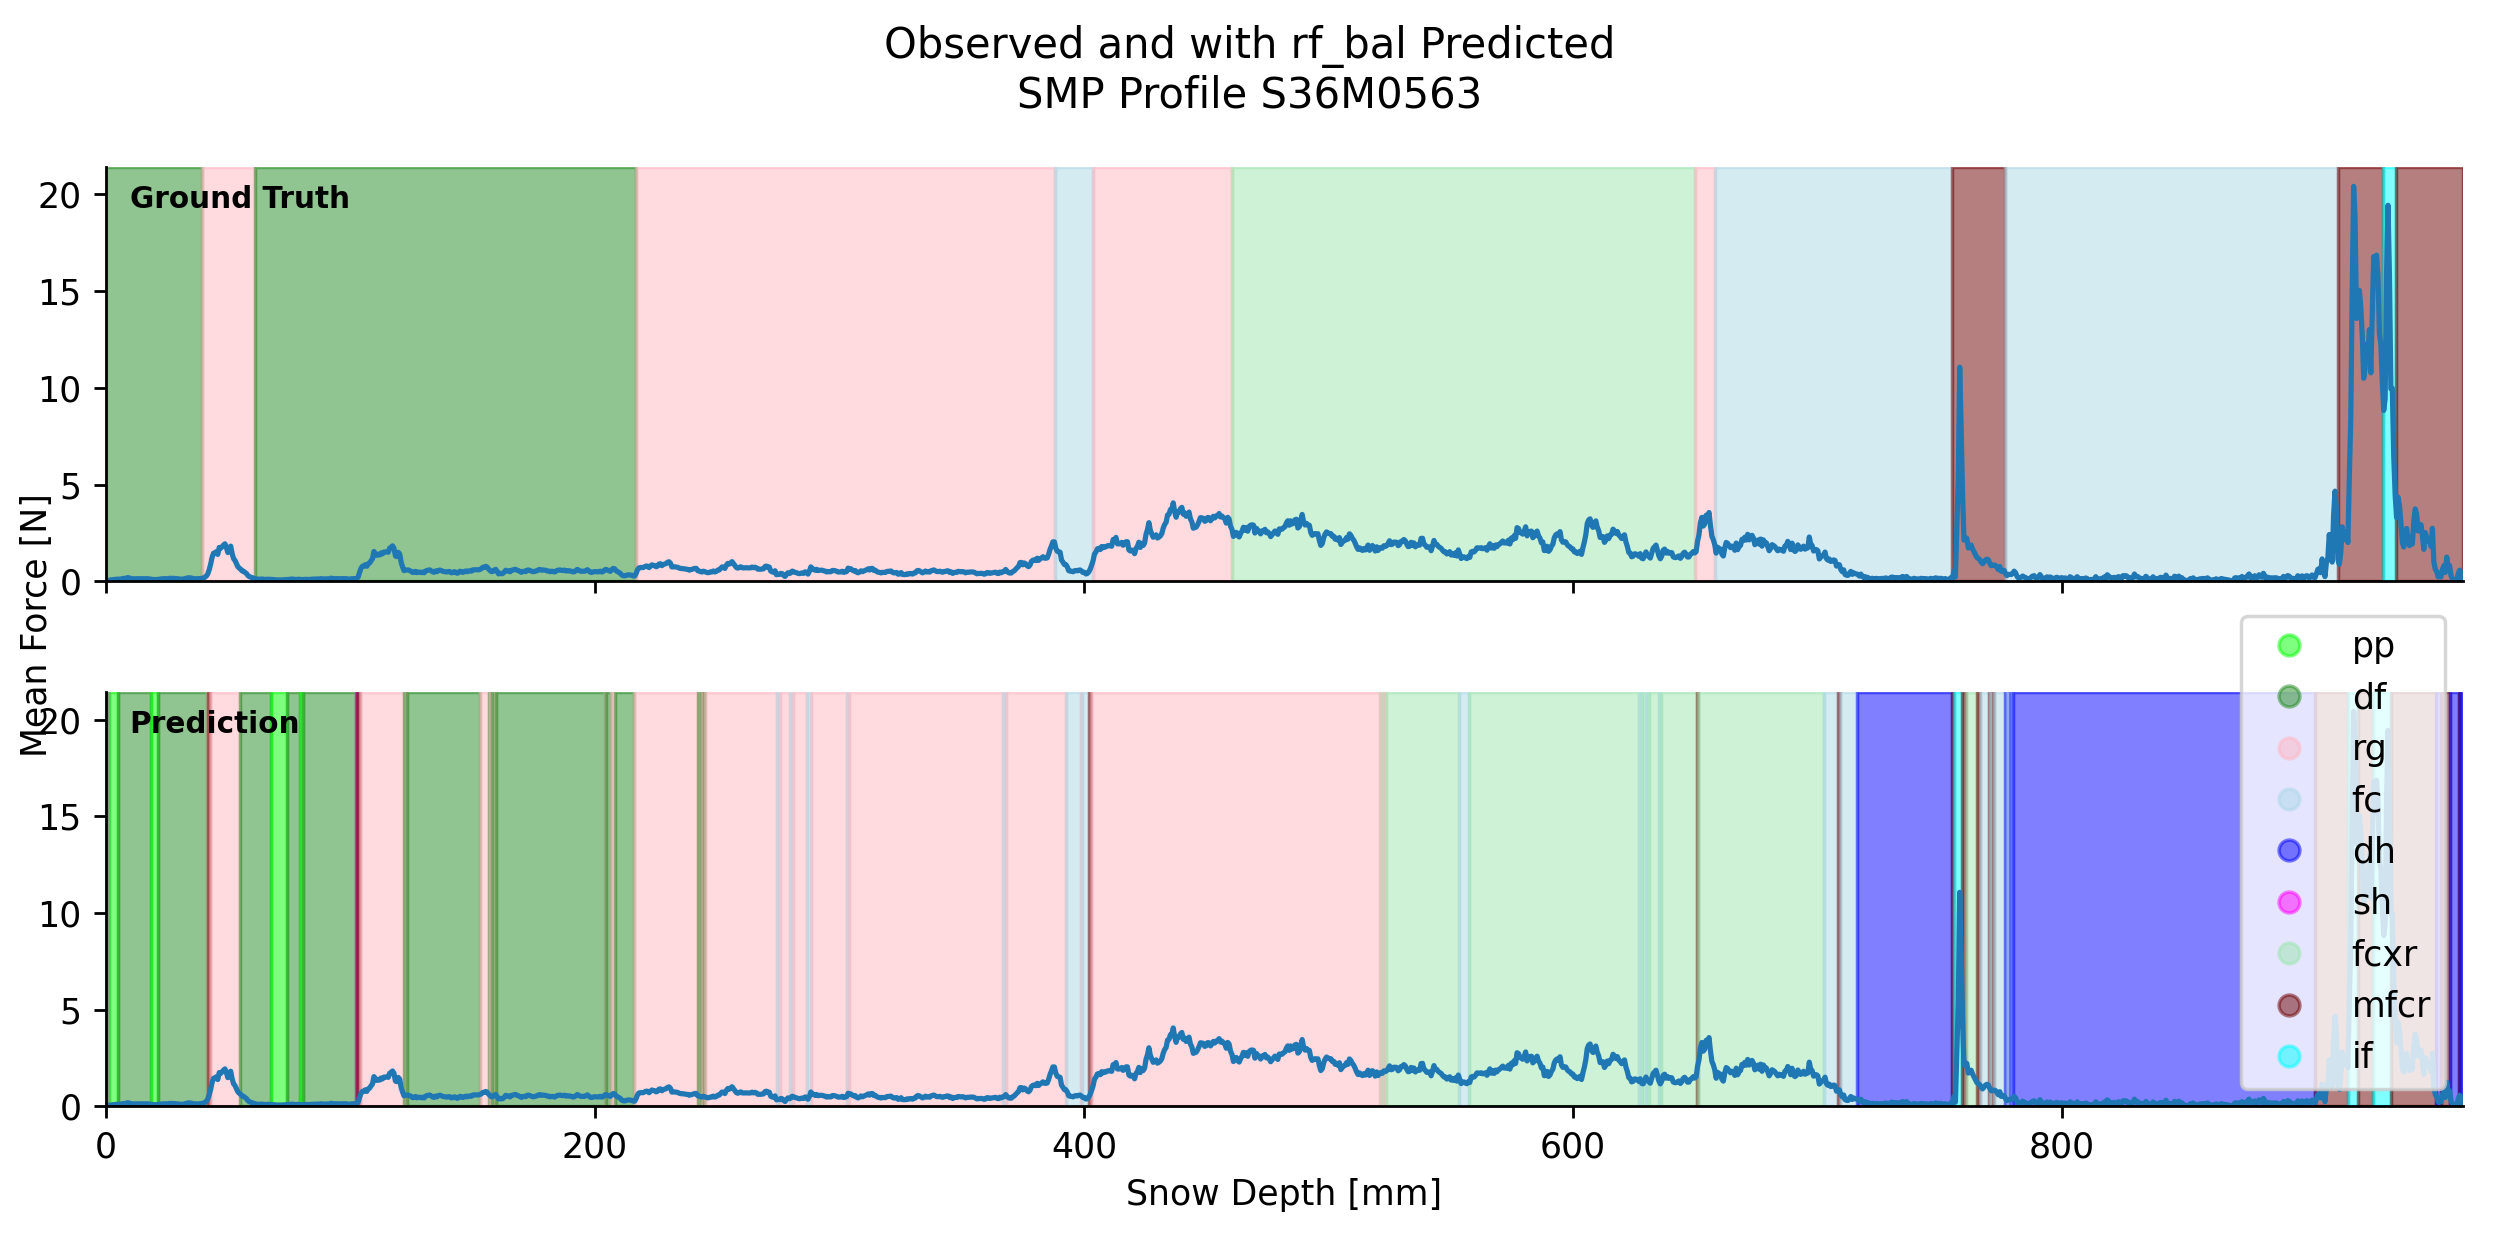 Observed and with rf_bal Predicted
SMP Profile S36M0563
Mean Force [N]
Ground Truth
20
15
10
5
0
Prediction
20
15
10
5
0
0 200 400 600 800
Snow Depth [mm]
pp
df
rg
fc
dh
sh
fcxr
mfcr
if